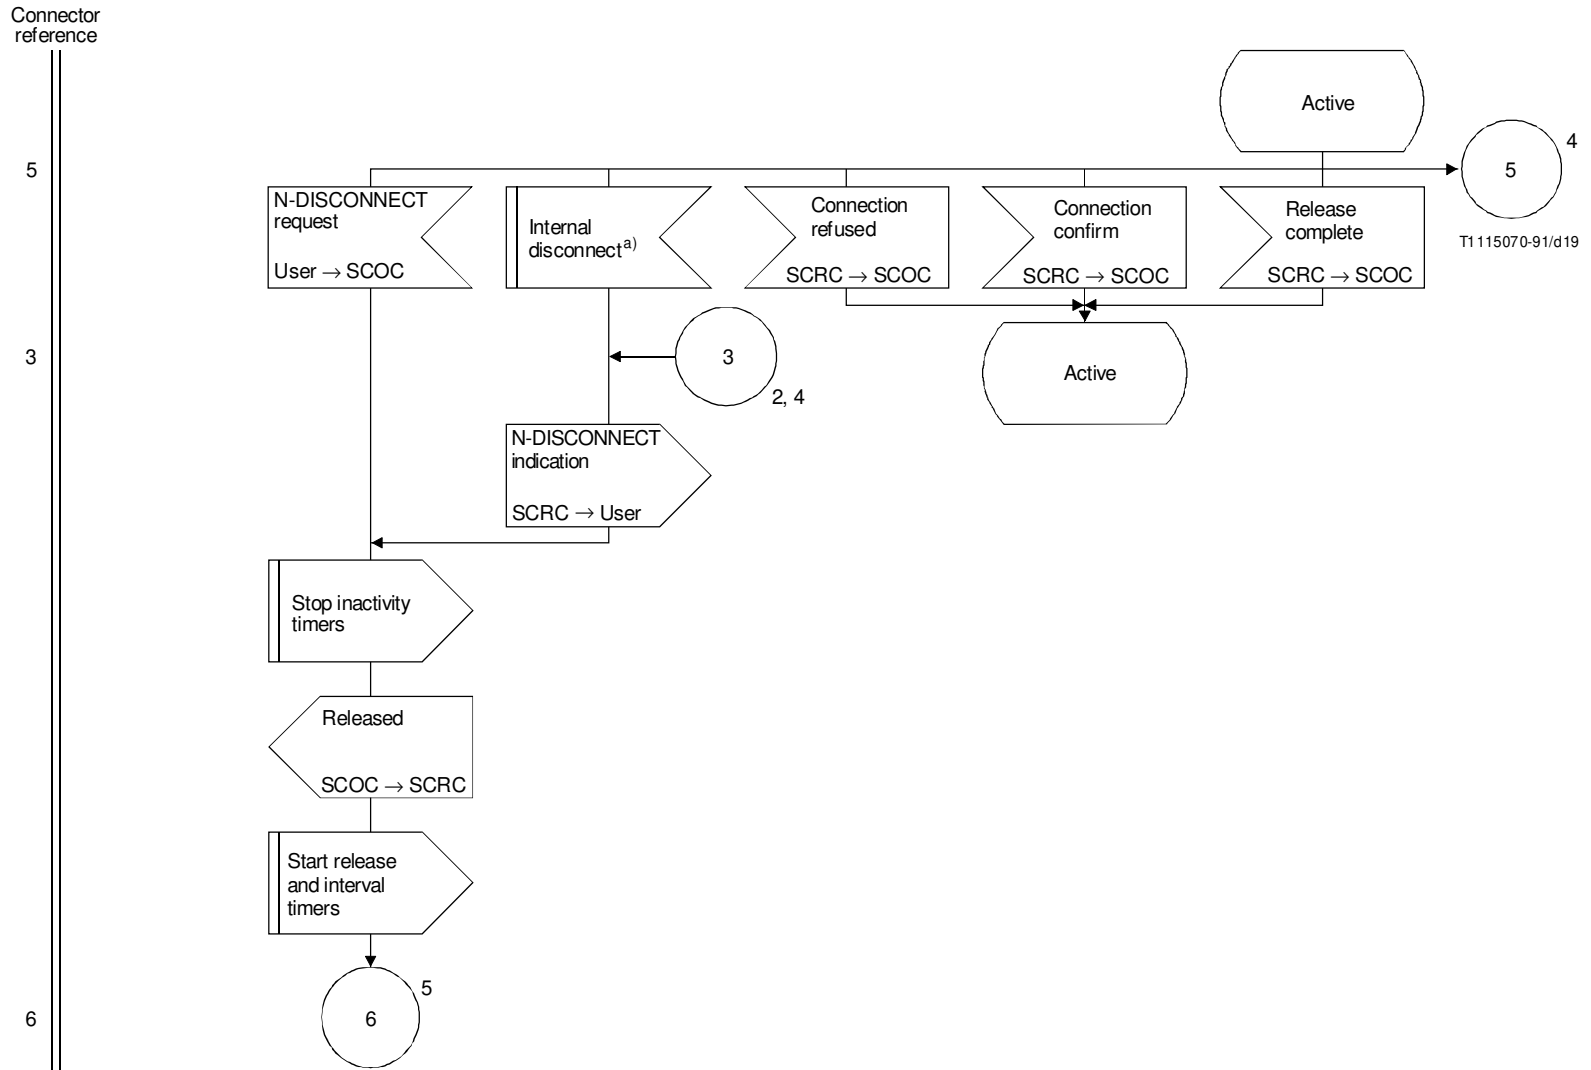 Connector
reference
Active
4
5
5
N-DISCONNECT
request
User → SCOC
Internal
disconnect a)
Connection
refused
SCRC → SCOC
Connection
confirm
SCRC → SCOC
Release
complete
SCRC → SCOC
T1115070-91/d19
3
3
2, 4
Active
N-DISCONNECT
indication
SCRC → User
Stop inactivity
timers
Released
SCOC → SCRC
Start release
and interval
timers
5
6
6